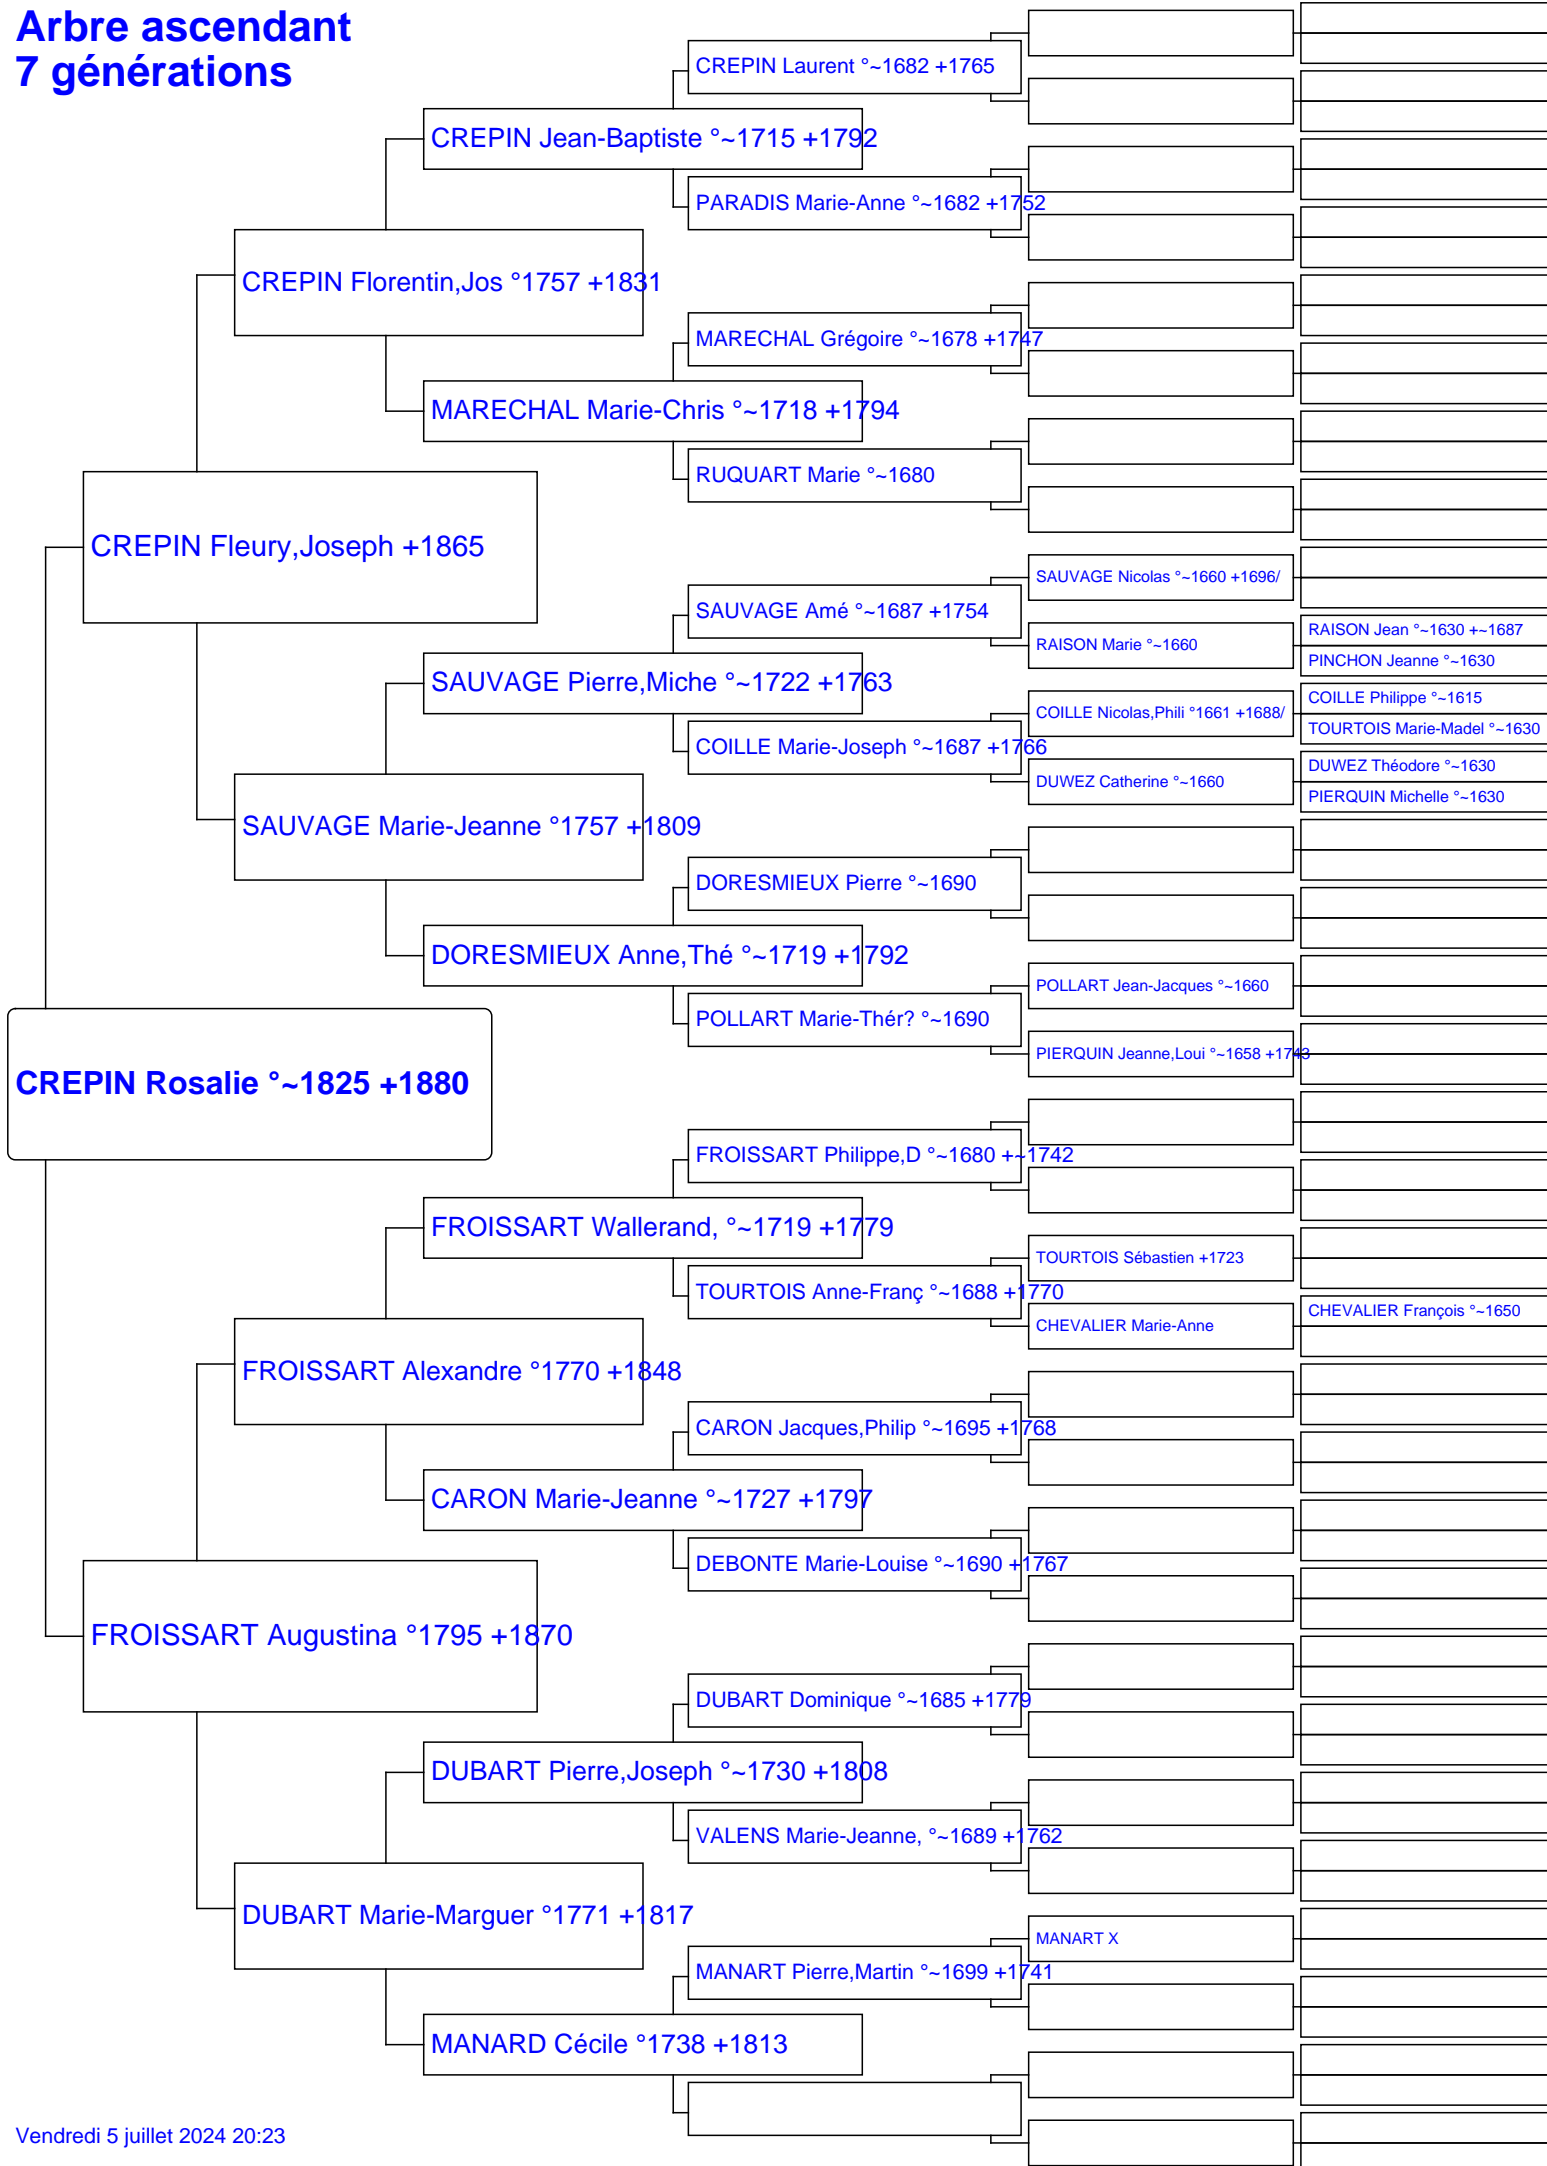 Arbre ascendant
7 générations
CREPIN Laurent °~1682 +1765
CREPIN Jean-Baptiste °~1715 +1792
PARADIS Marie-Anne °~1682 +1752
CREPIN Florentin,Jos °1757 +1831
MARECHAL Grégoire °~1678 +1747
MARECHAL Marie-Chris °~1718 +1794
RUQUART Marie °~1680
CREPIN Fleury,Joseph +1865
SAUVAGE Nicolas °~1660 +1696/
SAUVAGE Amé °~1687 +1754
RAISON Jean °~1630 +~1687
RAISON Marie °~1660
PINCHON Jeanne °~1630
SAUVAGE Pierre,Miche °~1722 +1763
COILLE Philippe °~1615
COILLE Nicolas,Phili °1661 +1688/
TOURTOIS Marie-Madel °~1630
COILLE Marie-Joseph °~1687 +1766
DUWEZ Théodore °~1630
DUWEZ Catherine °~1660
PIERQUIN Michelle °~1630
SAUVAGE Marie-Jeanne °1757 +1809
DORESMIEUX Pierre °~1690
DORESMIEUX Anne,Thé °~1719 +1792
POLLART Jean-Jacques °~1660
POLLART Marie-Thér? °~1690
PIERQUIN Jeanne,Loui °~1658 +1743
CREPIN Rosalie °~1825 +1880
FROISSART Philippe,D °~1680 +~1742
FROISSART Wallerand, °~1719 +1779
TOURTOIS Sébastien +1723
TOURTOIS Anne-Franç °~1688 +1770
CHEVALIER François °~1650
CHEVALIER Marie-Anne
FROISSART Alexandre °1770 +1848
CARON Jacques,Philip °~1695 +1768
CARON Marie-Jeanne °~1727 +1797
DEBONTE Marie-Louise °~1690 +1767
FROISSART Augustina °1795 +1870
DUBART Dominique °~1685 +1779
DUBART Pierre,Joseph °~1730 +1808
VALENS Marie-Jeanne, °~1689 +1762
DUBART Marie-Marguer °1771 +1817
MANART X
MANART Pierre,Martin °~1699 +1741
MANARD Cécile °1738 +1813
Vendredi 5 juillet 2024 20:23